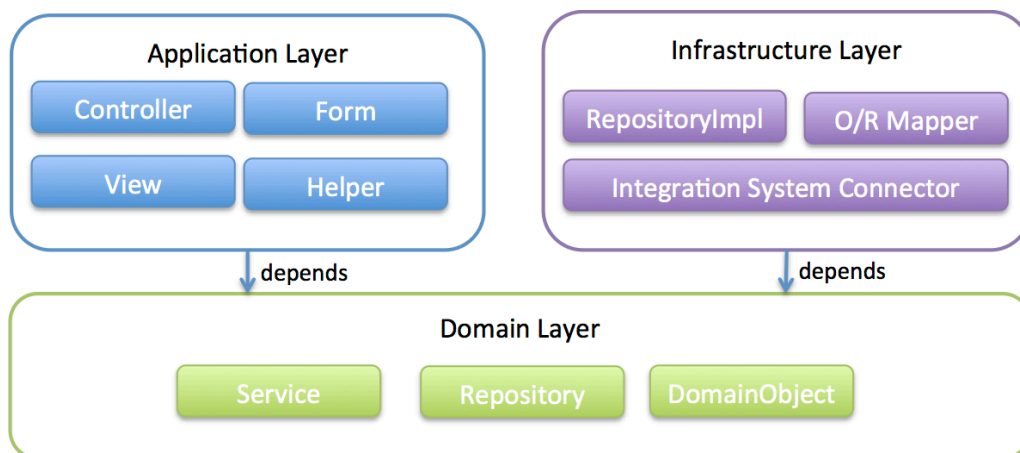 Application Layer
Controller
Form
View
Helper
depends
Infrastructure Layer
RepositoryImpl
O/R Mapper
Integration System Connector
depends
Domain Layer
Service
Repository
DomainObject